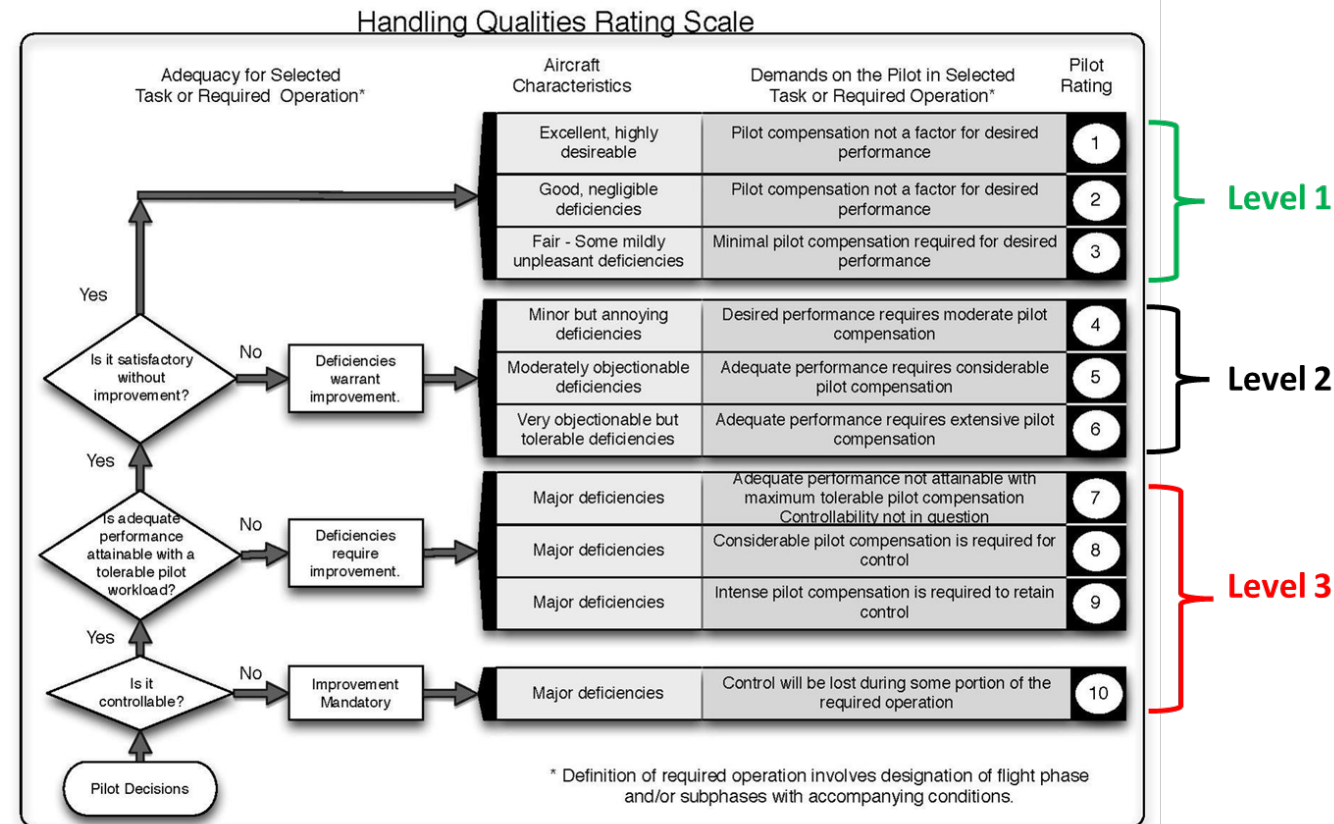 Handling Qualities Rating Scale
Adequacy for Selected
Task or Required Operation*
Aircraft
Characteristics
Demands on the Pilot in Selected
Task or Required Operation*
Pilot
Rating
Excellent, highly
desireable
Pilot compensation not a factor for desired
performance
1
Good, negligible
deficiencies
Pilot compensation not a factor for desired
performance
2
Fair - Some mildly
unpleasant deficiencies
Minimal pilot compensation required for desired
performance
3
Level 1
Yes
Is it satisfactory
without
improvement?
No
Deficiencies
warrant
improvement.
Minor but annoying
deficiencies
Desired performance requires moderate pilot
compensation
4
Moderately objectionable
deficiencies
Adequate performance requires considerable
pilot compensation
5
Very objectionable but
tolerable deficiencies
Adequate performance requires extensive pilot
compensation
6
Level 2
Yes
Is adequate
performance
attainable with a
tolerable pilot
workload?
No
Deficiencies
require
improvement.
Major deficiencies
Adequate performance not attainable with
maximum tolerable pilot compensation
Controllability not in question
7
Major deficiencies
Considerable pilot compensation is required for
control
8
Major deficiencies
Intense pilot compensation is required to retain
control
9
Level 3
Yes
Is it
controllable?
No
Improvement
Mandatory
Major deficiencies
Control will be lost during some portion of the
required operation
10
Pilot Decisions
* Definition of required operation involves designation of flight phase
and/or subphases with accompanying conditions.